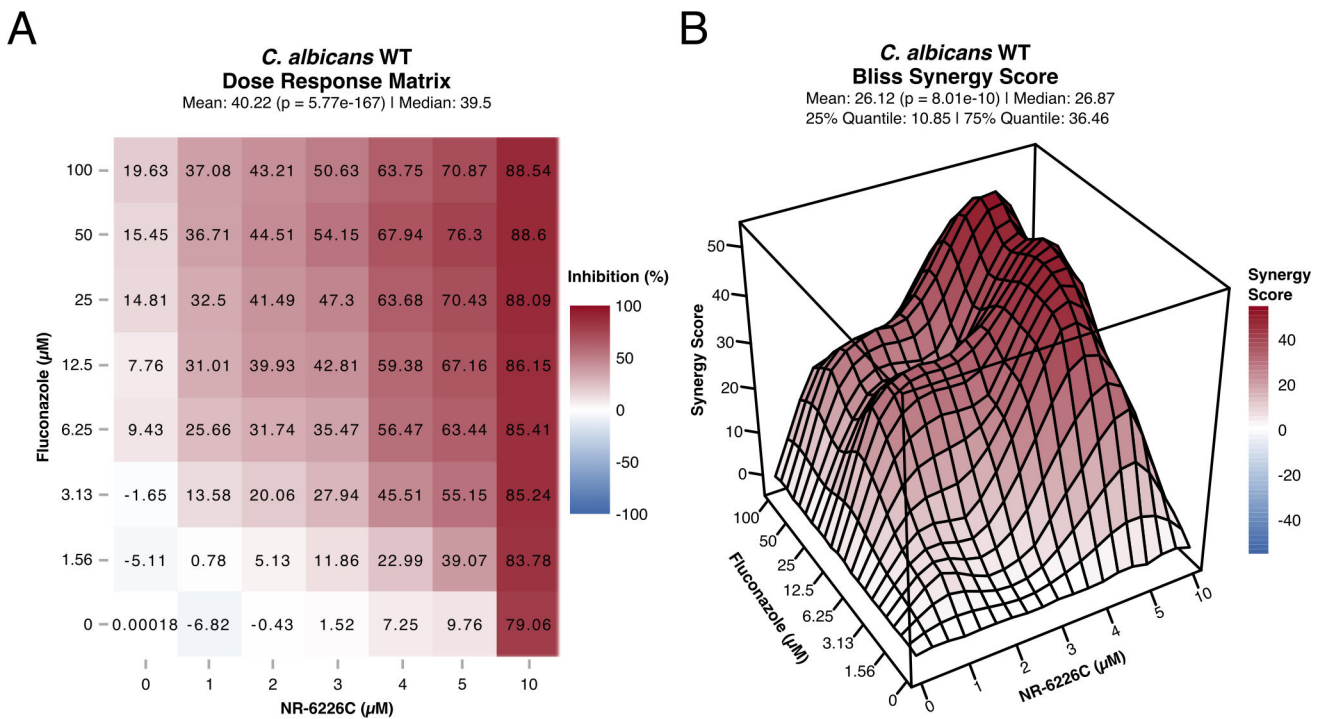 A
C. albicans WT
Dose Response Matrix
Mean: 40.22 (p = 5.77e-167) | Median: 39.5
Fluconazole (µM)
100 19.63 37.08 43.21 50.63 63.75 70.87 88.54
50 15.45 36.71 44.51 54.15 67.94 76.3 88.6
25 14.81 32.5 41.49 47.3 63.68 70.43 88.09
12.5 7.76 31.01 39.93 42.81 59.38 67.16 86.15
6.25 9.43 25.66 31.74 35.47 56.47 63.44 85.41
3.13 -1.65 13.58 20.06 27.94 45.51 55.15 85.24
1.56 -5.11 0.78 5.13 11.86 22.99 39.07 83.78
0 0.00018 -6.82 -0.43 1.52 7.25 9.76 79.06
0 1 2 3 4 5 10
NR-6226C (µM)
Inhibition (%)
100
50
0
-50
-100
B
C. albicans WT
Bliss Synergy Score
Mean: 26.12 (p = 8.01e-10) | Median: 26.87
25% Quantile: 10.85 | 75% Quantile: 36.46
Synergy Score
50
40
30
20
10
0
100
50
25
12.5
6.25
3.13
1.56
0
Fluconazole (µM)
0
1
2
3
4
5
10
NR-6226C (µM)
Synergy
Score
40
20
0
-20
-40